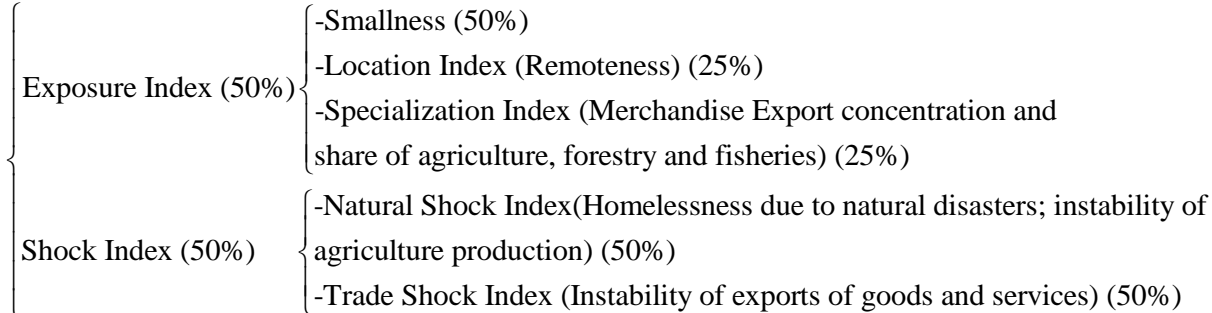 Exposure Index (50%)
-Smallness (50%)
-Location Index (Remoteness) (25%)
-Specialization Index (Merchandise Export concentration and
share of agriculture, forestry and fisheries) (25%)
Shock Index (50%)
-Natural Shock Index(Homelessness due to natural disasters; instability of
agriculture production) (50%)
-Trade Shock Index (Instability of exports of goods and services) (50%)